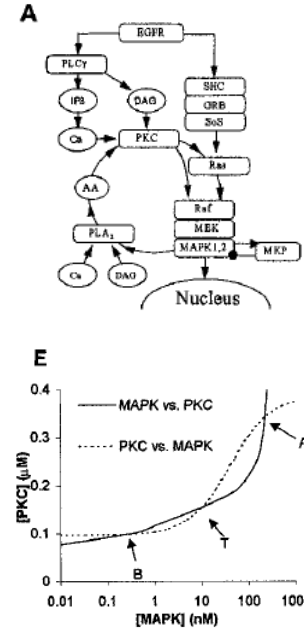 A
EGFR
PLCγ
SHC
GRB
SoS
IP3
DAG
Ca
PKC
Ras
AA
Raf
MEK
MAPK1,2
MKP
PLA₂
Ca
DAG
Nucleus
E
0.4
MAPK vs. PKC
PKC vs. MAPK
A
0.3
[PKC] (μM)
0.2
T
0.1
B
0
0.01
0.1
1
10
100
100
[MAPK] (nM)